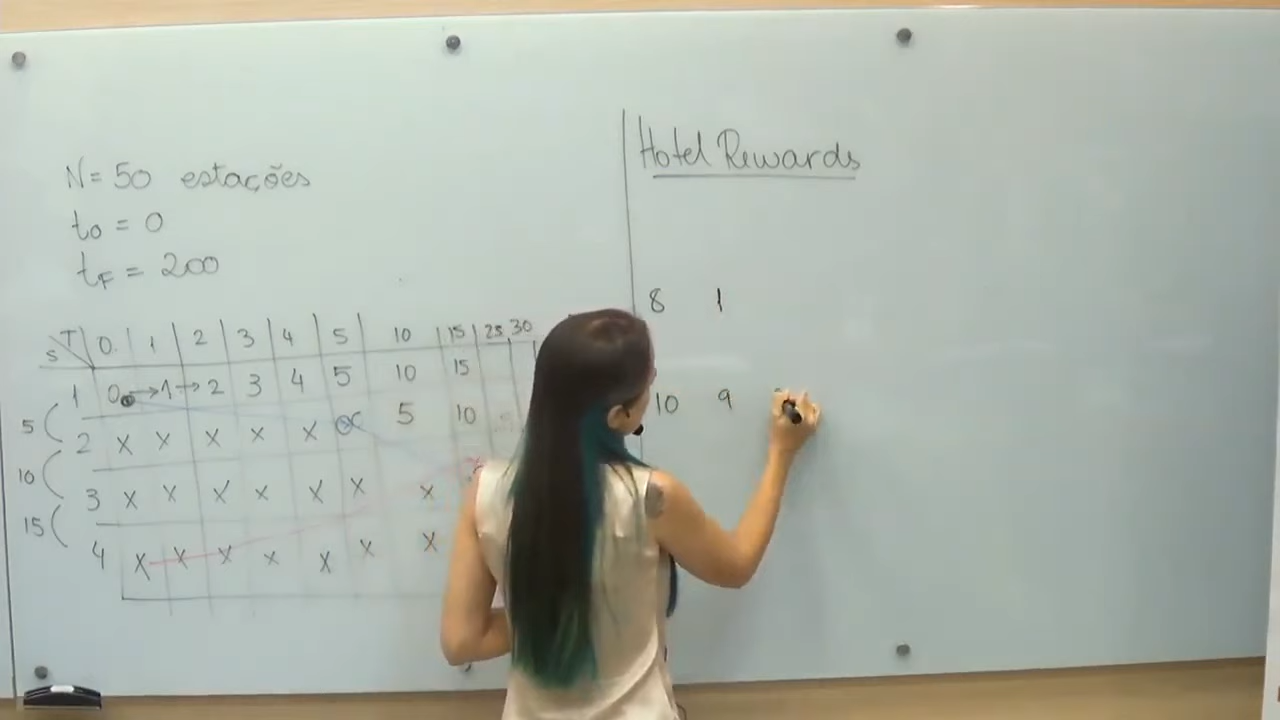 N = 50 estações
t0 = 0
tF = 200
T 0 1 2 3 4 5 10 15 25 30
S
1 0 → 1 → 2 3 4 5 10 15
5
2 X X X X X 5 10
10
3 X X X X X X X
15
4 X X X X X X X
Hotel Rewards
8 1
10 9